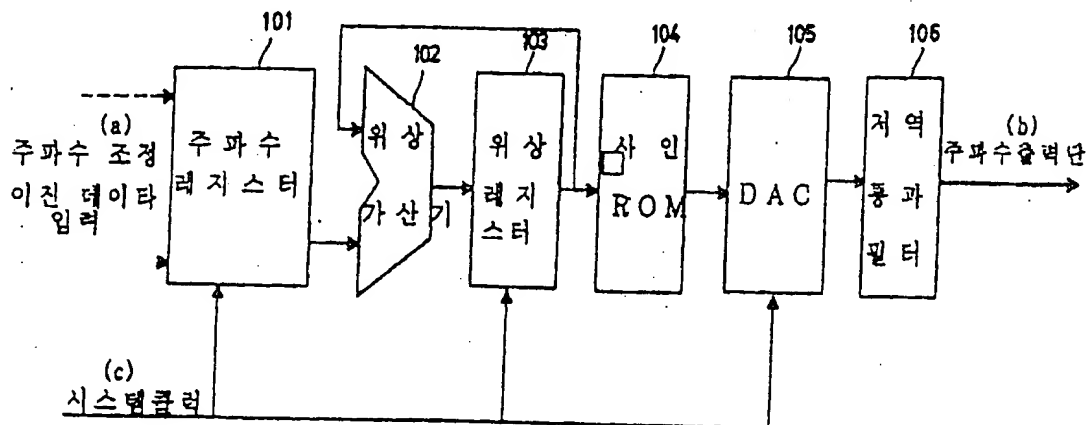 101
102
103
104
105
106
(a)
주파수 조정
이진 데이타
입력
주파수
레지스터
위상
가산기
위상
레지
스터
사인
ROM
DAC
저역
통과
필터
(b)
주파수출력단
(c)
시스템클럭